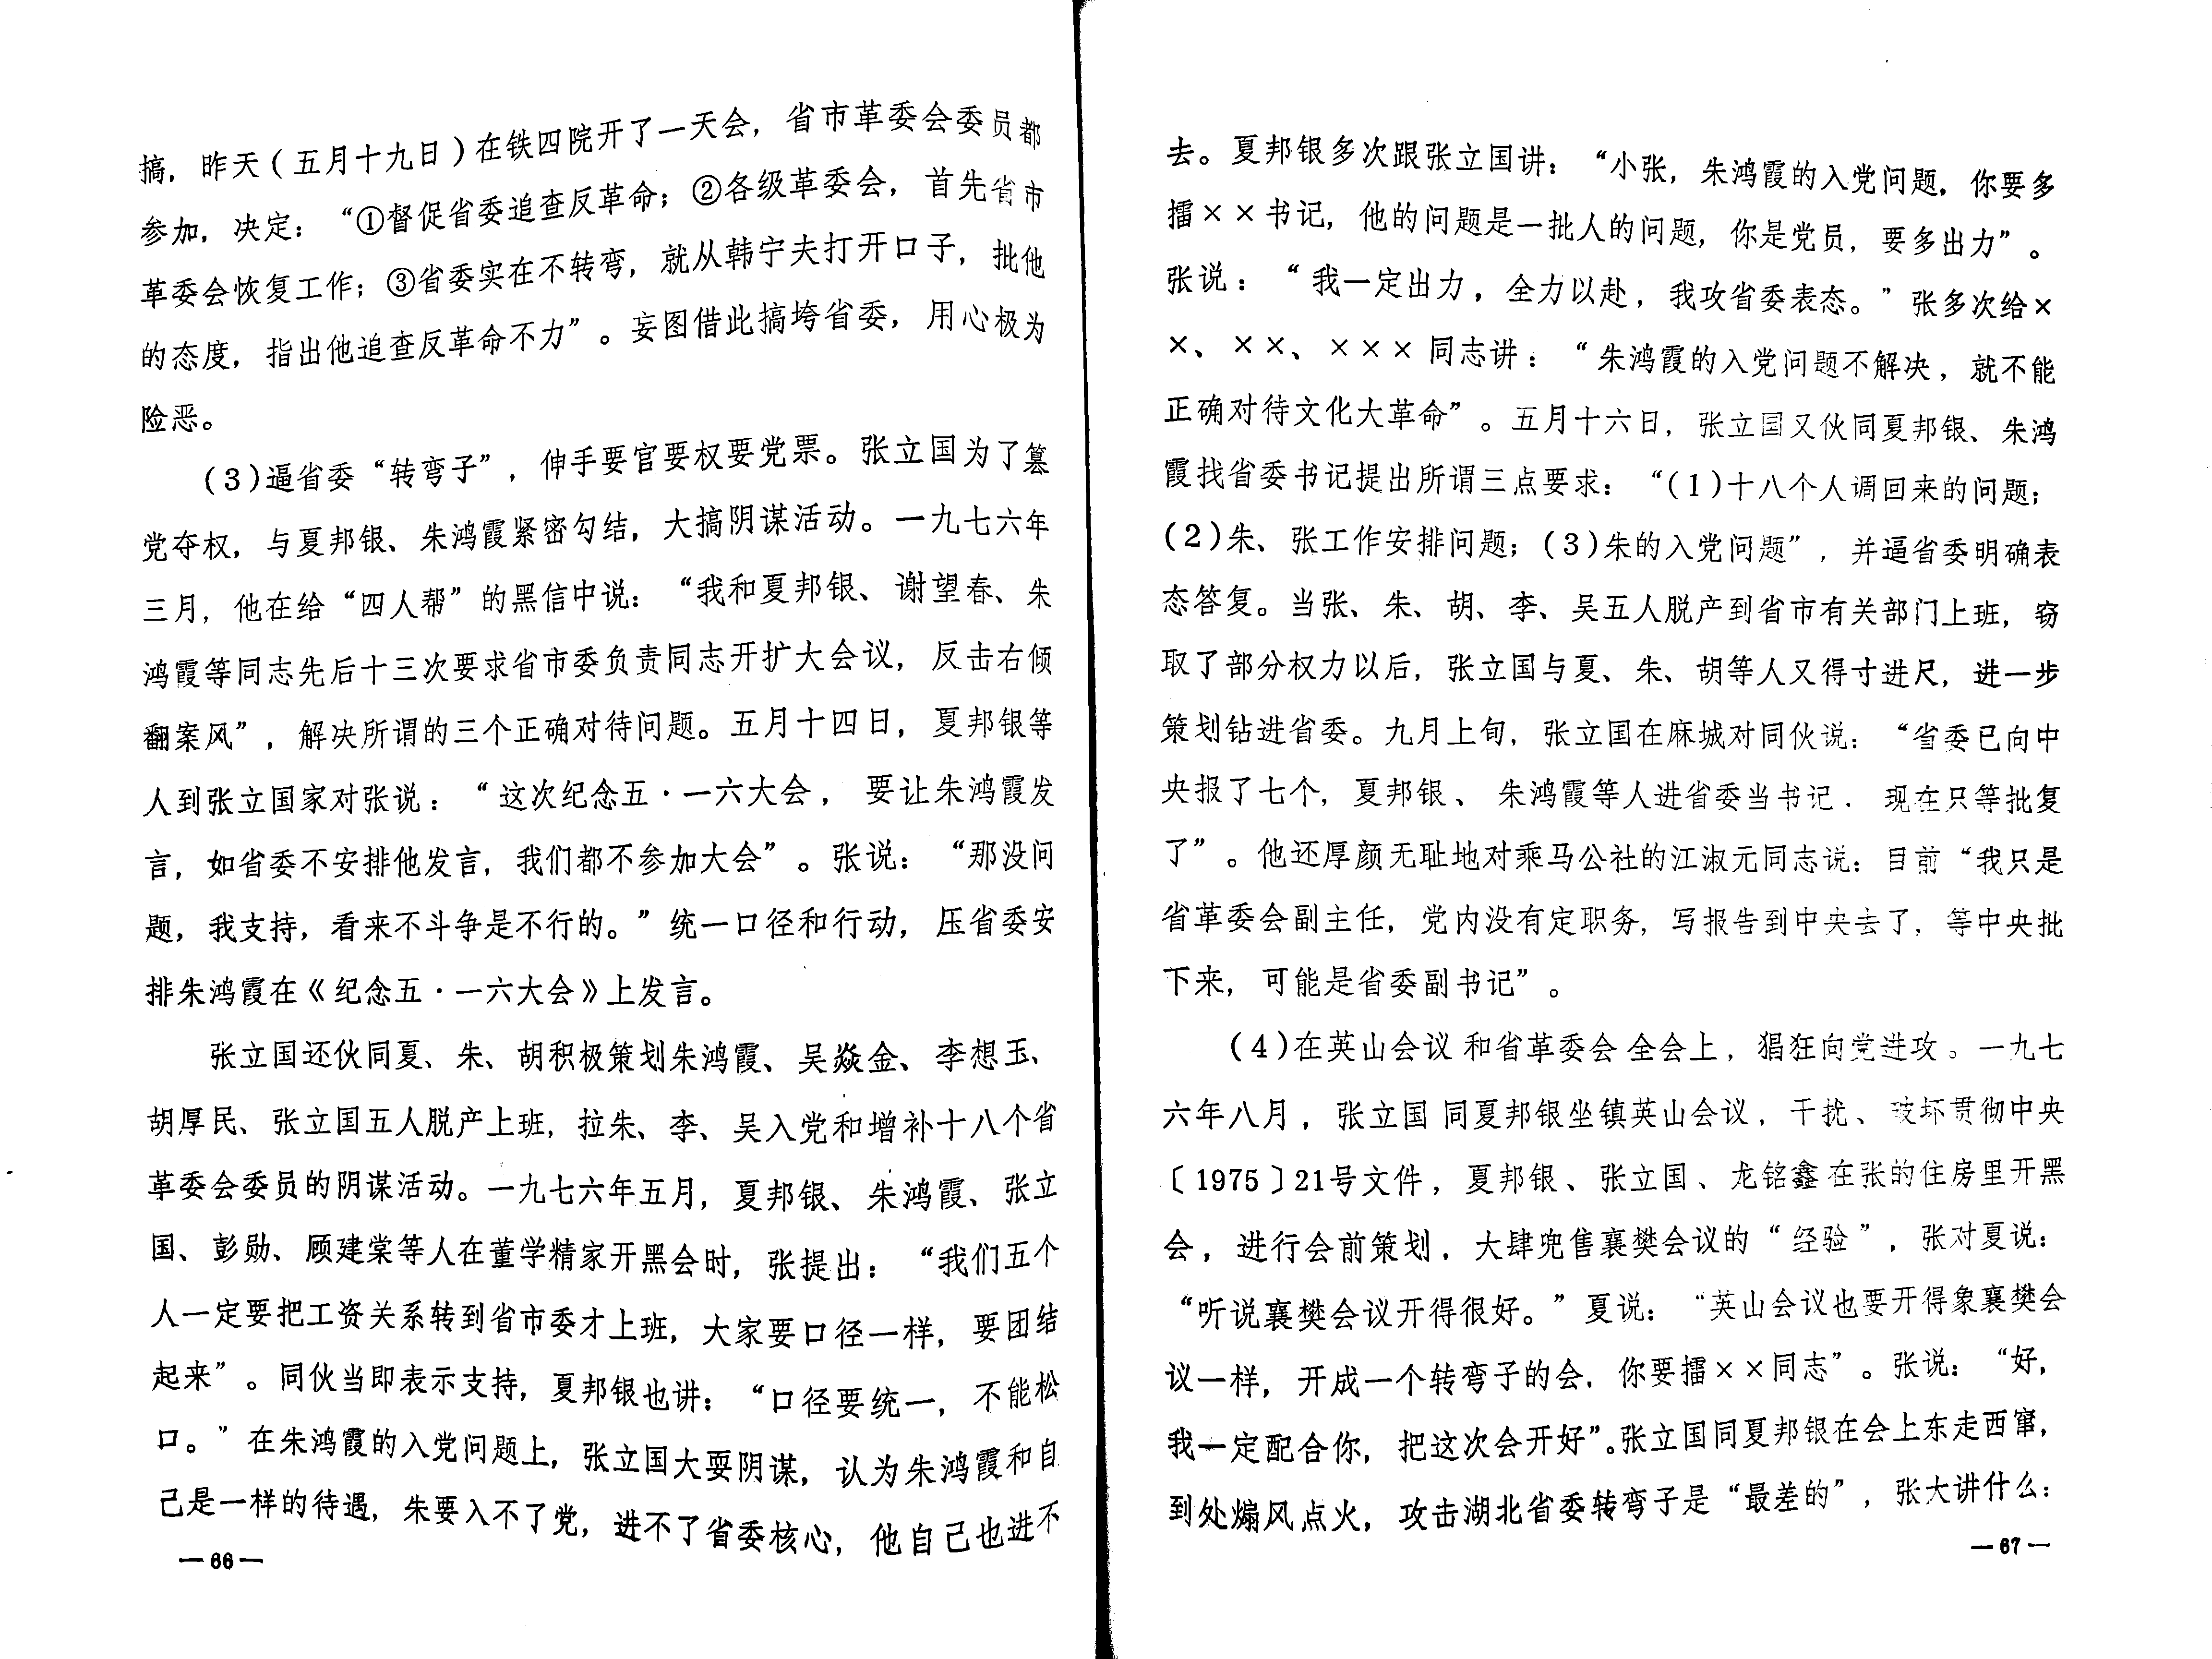 搞，昨天(五月十九日)在铁四院开了一天会，省市革委会委员都
参加，决定：“①督促省委追查反革命；②各级革委会，首先省市
革委会恢复工作；③省委实在不转弯，就从韩宁夫打开口子，批他
的态度，指出他追查反革命不力”。妄图借此搞垮省委，用心极为
险恶。
(3)逼省委“转弯子”，伸手要官要权要党票。张立国为了篡
党夺权，与夏邦银、朱鸿霞紧密勾结，大搞阴谋活动。一九七六年
三月，他在给“四人帮”的黑信中说：“我和夏邦银、谢望春、朱
鸿霞等同志先后十三次要求省市委负责同志开扩大会议，反击右倾
翻案风”，解决所谓的三个正确对待问题。五月十四日，夏邦银等
人到张立国家对张说：“这次纪念五·一六大会，要让朱鸿霞发
言，如省委不安排他发言，我们都不参加大会”。张说：“那没问
题，我支持，看来不斗争是不行的。”统一口径和行动，压省委安
排朱鸿霞在《纪念五·一六大会》上发言。
张立国还伙同夏、朱、胡积极策划朱鸿霞、吴焱金、李想玉、
胡厚民、张立国五人脱产上班，拉朱、李、吴入党和增补十八个省
革委会委员的阴谋活动。一九七六年五月，夏邦银、朱鸿霞、张立
国、彭勋、顾建棠等人在董学精家开黑会时，张提出：“我们五个
人一定要把工资关系转到省市委才上班，大家要口径一样，要团结
起来”。同伙当即表示支持，夏邦银也讲：“口径要统一，不能松
口。”在朱鸿霞的入党问题上，张立国大耍阴谋，认为朱鸿霞和自
己是一样的待遇，朱要入不了党，进不了省委核心，他自己也进不
—66—
去。夏邦银多次跟张立国讲：“小张，朱鸿霞的入党问题，你要多
擂××书记，他的问题是一批人的问题，你是党员，要多出力”。
张说：“我一定出力，全力以赴，我攻省委表态。”张多次给×
×、××、×××同志讲：“朱鸿霞的入党问题不解决，就不能
正确对待文化大革命”。五月十六日，张立国又伙同夏邦银、朱鸿
霞找省委书记提出所谓三点要求：“(1)十八个人调回来的问题；
(2)朱、张工作安排问题；(3)朱的入党问题”，并逼省委明确表
态答复。当张、朱、胡、李、吴五人脱产到省市有关部门上班，窃
取了部分权力以后，张立国与夏、朱、胡等人又得寸进尺，进一步
策划钻进省委。九月上旬，张立国在麻城对同伙说：“省委已向中
央报了七个，夏邦银、朱鸿霞等人进省委当书记．现在只等批复
了”。他还厚颜无耻地对乘马公社的江淑元同志说：目前“我只是
省革委会副主任，党内没有定职务，写报告到中央去了，等中央批
下来，可能是省委副书记”。
(4)在英山会议和省革委会全会上，猖狂向党进攻。一九七
六年八月，张立国同夏邦银坐镇英山会议，干扰、破坏贯彻中央
〔1975〕21号文件，夏邦银、张立国、龙铭鑫在张的住房里开黑
会，进行会前策划，大肆兜售襄樊会议的“经验”，张对夏说：
“听说襄樊会议开得很好。”夏说：“英山会议也要开得象襄樊会
议一样，开成一个转弯子的会．你要擂××同志”。张说：“好，
我一定配合你，把这次会开好”。张立国同夏邦银在会上东走西窜，
到处煽风点火，攻击湖北省委转弯子是“最差的”，张大讲什么：
—67—